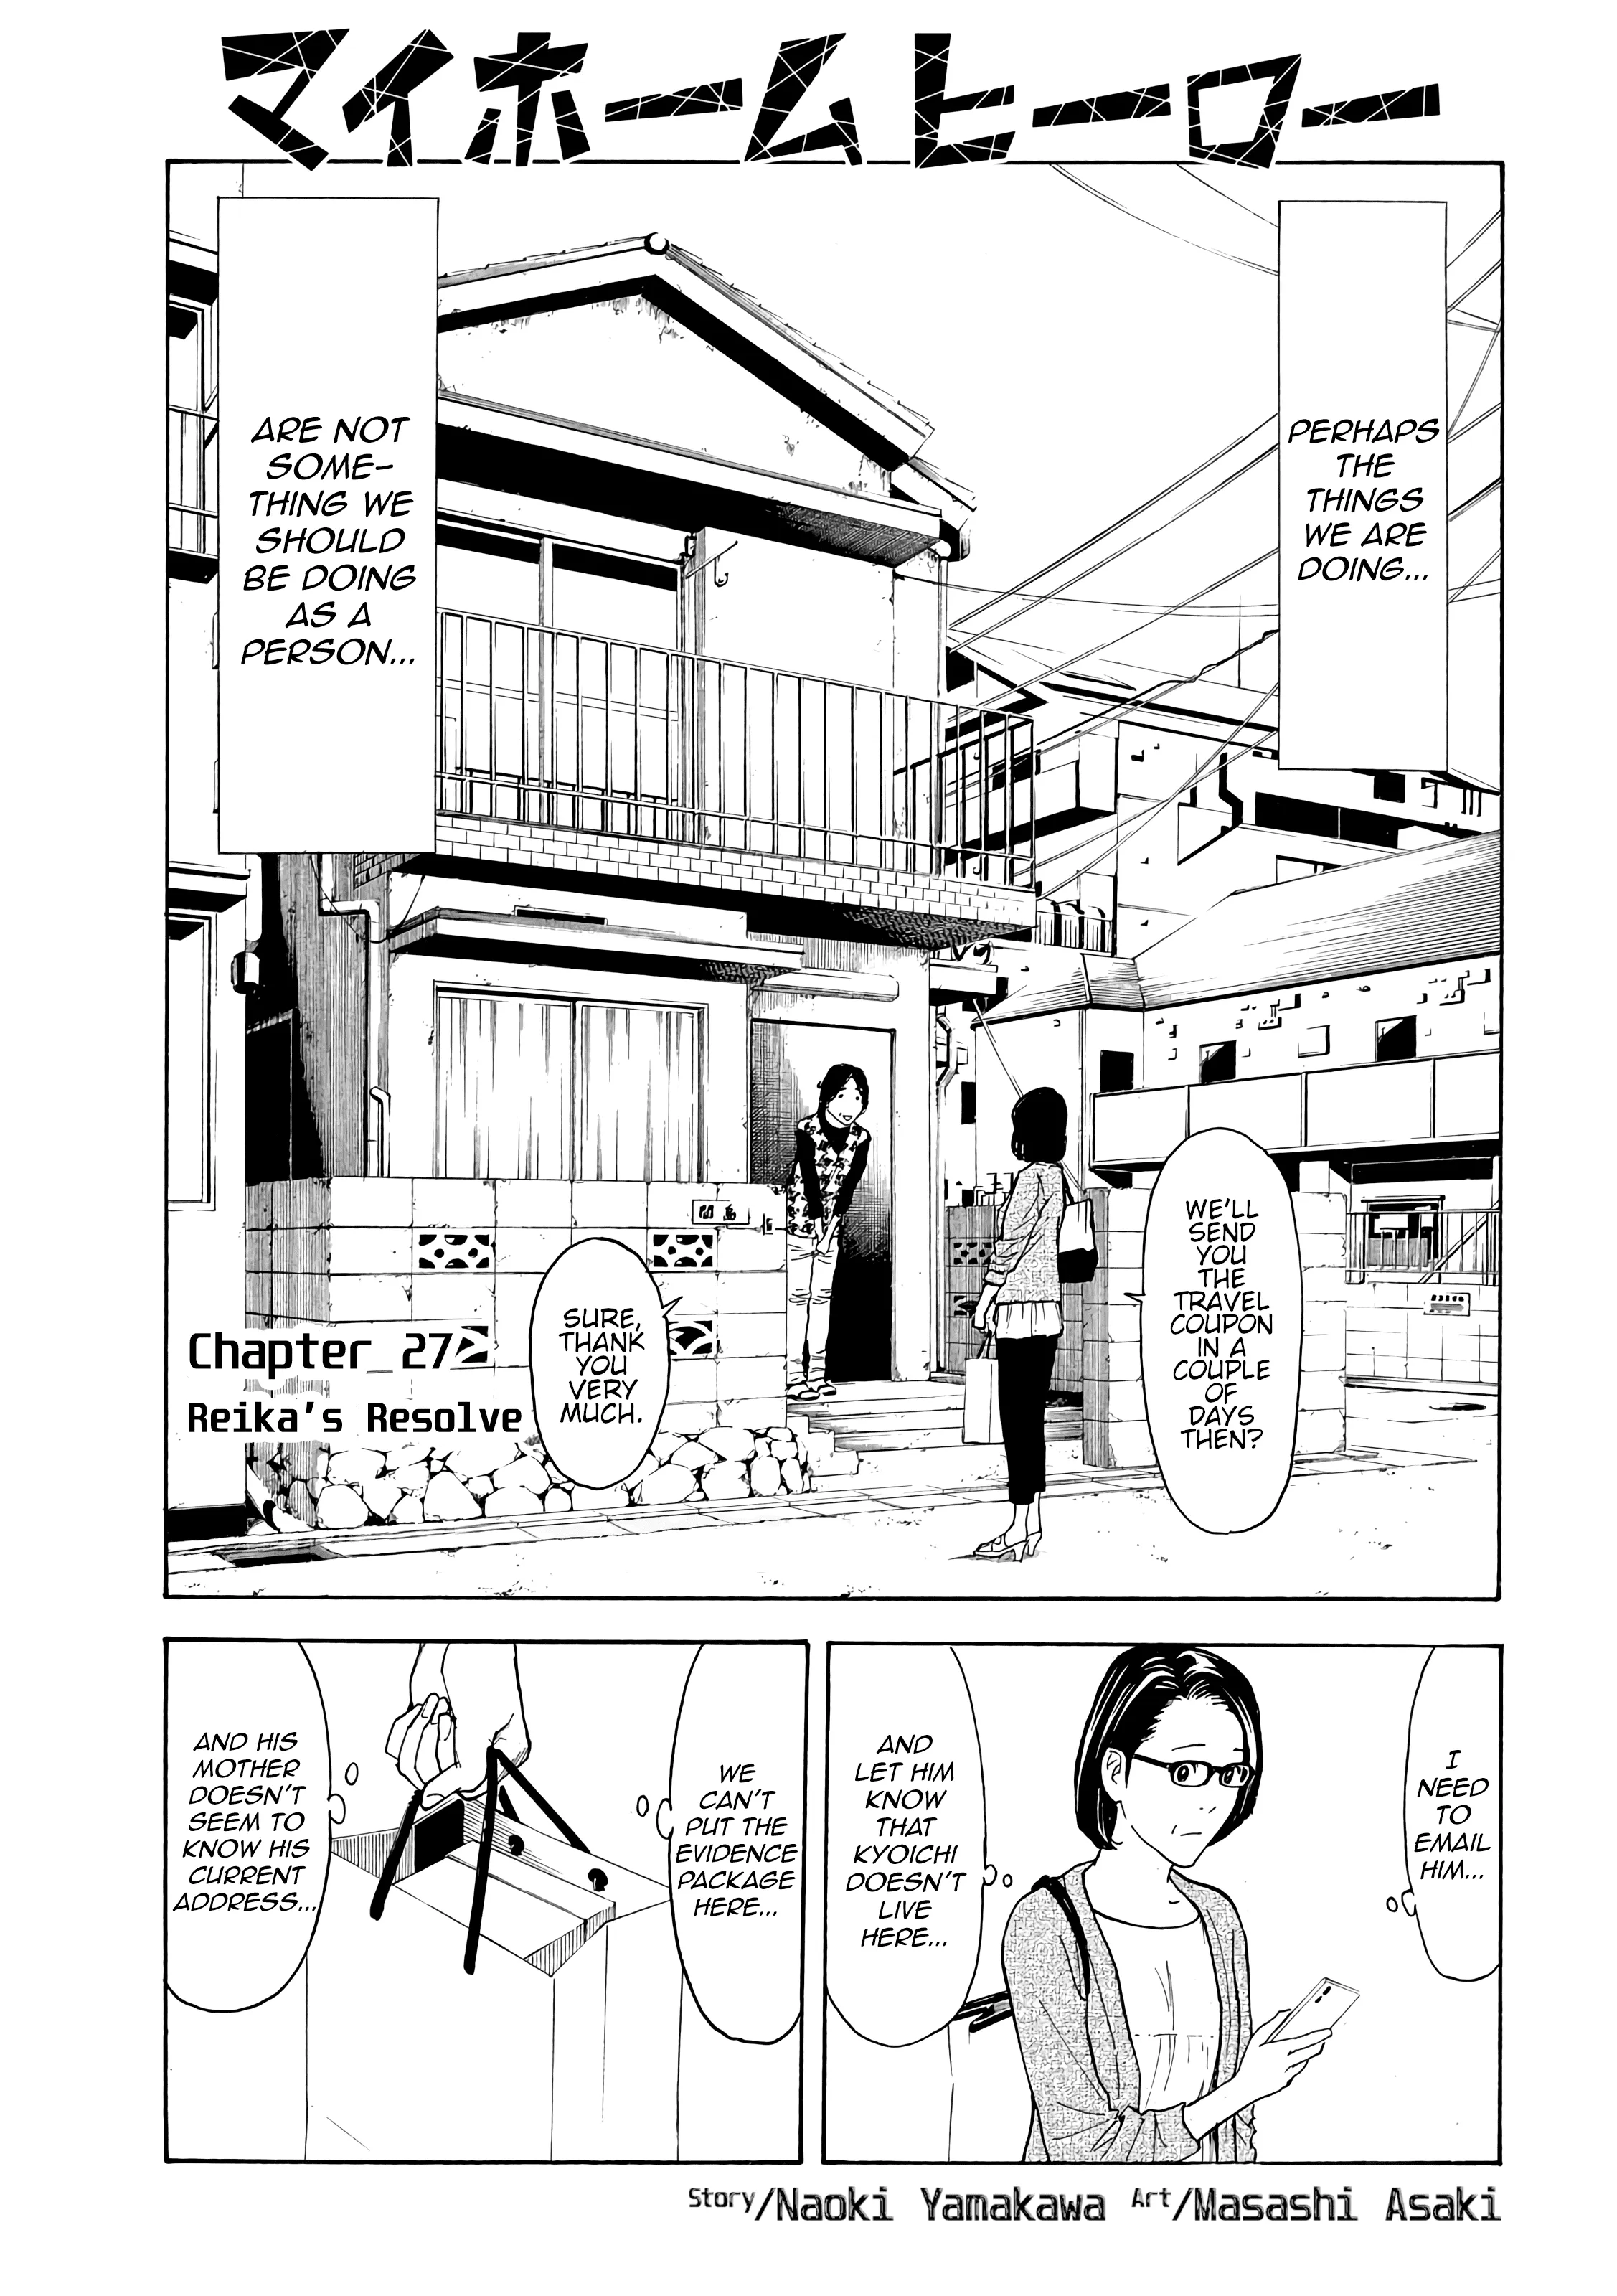 マイホームヒーロー
PERHAPS
THE
THINGS
WE ARE
DOING...
ARE NOT
SOME-
THING WE
SHOULD
BE DOING
AS A
PERSON...
WE'LL
SEND
YOU
THE
TRAVEL
COUPON
IN A
COUPLE
OF
DAYS
THEN?
SURE,
THANK
YOU
VERY
MUCH.
Chapter 27
Reika's Resolve
I
NEED
TO
EMAIL
HIM...
AND
LET HIM
KNOW
THAT
KYOICHI
DOESN'T
LIVE
HERE...
WE
CAN'T
PUT THE
EVIDENCE
PACKAGE
HERE...
AND HIS
MOTHER
DOESN'T
SEEM TO
KNOW HIS
CURRENT
ADDRESS...
Story/Naoki Yamakawa Art/Masashi Asaki